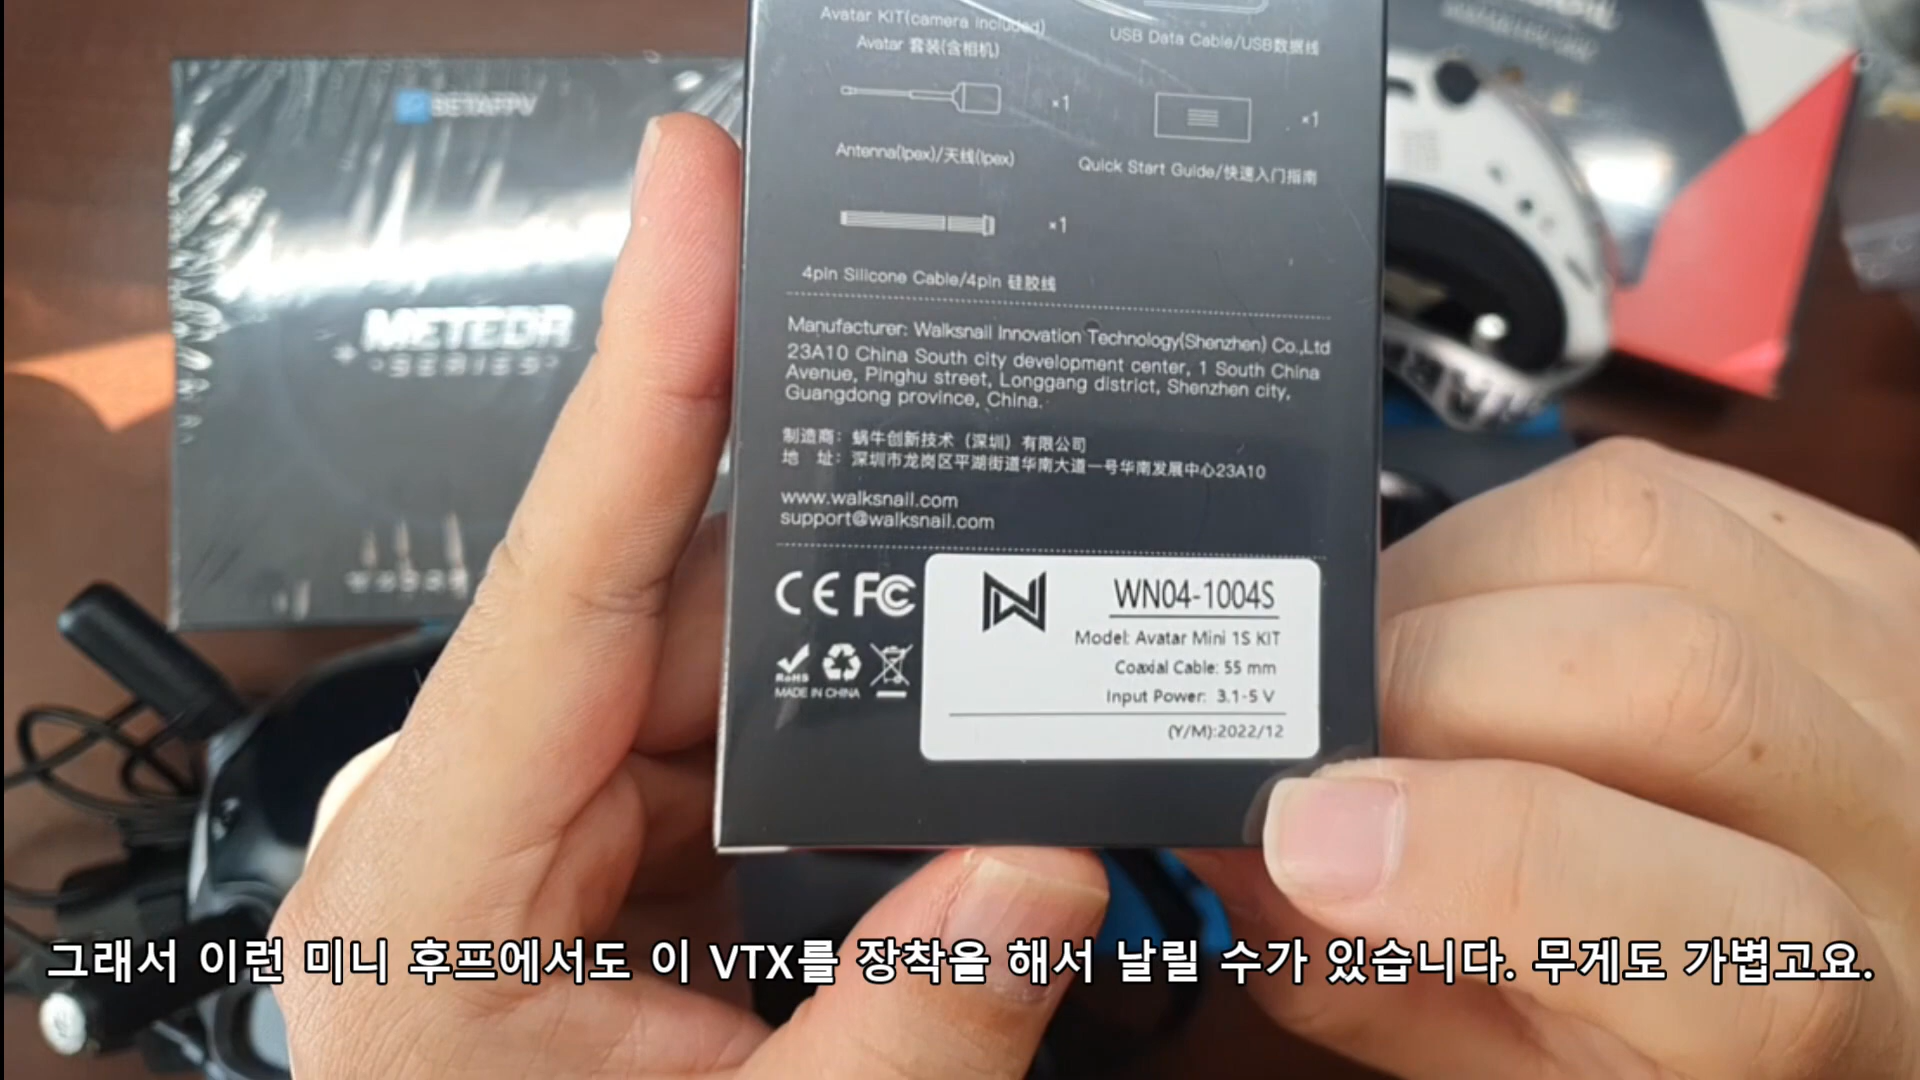 Avatar KIT(camera included)
Avatar 套装(含相机)
USB Data Cable/USB数据线
×1
×1
Antenna(Ipex)/天线(Ipex)
Quick Start Guide/快速入门指南
×1
4pin Silicone Cable/4pin 硅胶线
Manufacturer: Walksnail Innovation Technology(Shenzhen) Co.,Ltd
23A10 China South city development center, 1 South China
Avenue, Pinghu street, Longgang district, Shenzhen city,
Guangdong province, China.
制造商：蜗牛创新技术（深圳）有限公司
地 址：深圳市龙岗区平湖街道华南大道一号华南发展中心23A10
www.walksnail.com
support@walksnail.com
CE FC
RoHS
MADE IN CHINA
WN04-1004S
Model: Avatar Mini 1S KIT
Coaxial Cable: 55 mm
Input Power: 3.1-5 V
(Y/M):2022/12
BETAFPV
METEOR
SERIES
그래서 이런 미니 후프에서도 이 VTX를 장착을 해서 날릴 수가 있습니다. 무게도 가볍고요.